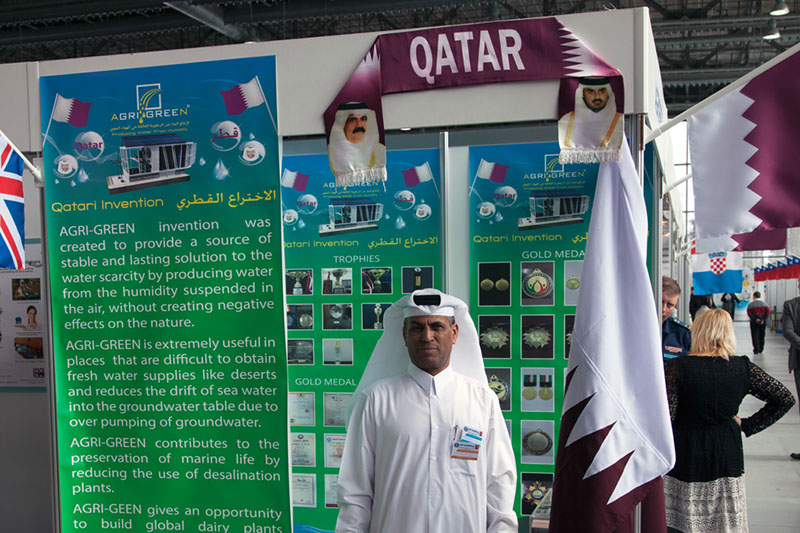 QATAR
AGRI GREEN
Qatar
قطر
Qatari Invention الاختراع القطري
AGRI-GREEN invention was
created to provide a source of
stable and lasting solution to the
water scarcity by producing water
from the humidity suspended in
the air, without creating negative
effects on the nature.
AGRI-GREEN is extremely useful in
places that are difficult to obtain
fresh water supplies like deserts
and reduces the drift of sea water
into the groundwater table due to
over pumping of groundwater.
AGRI-GREEN contributes to the
preservation of marine life by
reducing the use of desalination
plants.
AGRI-GEEN gives an opportunity
to build global dairy plants
Qatari Invention الاختراع القطري
TROPHIES
GOLD MEDAL
AGRI GREEN
Qatari Invention
GOLD MEDAL